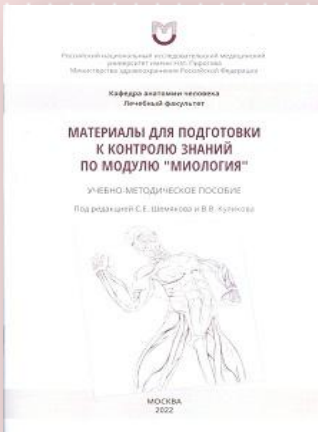 Российский национальный исследовательский медицинский
университет имени Н.И. Пирогова
Министерства здравоохранения Российской Федерации
Кафедра анатомии человека
Лечебный факультет
МАТЕРИАЛЫ ДЛЯ ПОДГОТОВКИ
К КОНТРОЛЮ ЗНАНИЙ
ПО МОДУЛЮ "МИОЛОГИЯ"
УЧЕБНО-МЕТОДИЧЕСКОЕ ПОСОБИЕ
Под редакцией С.Е. Шемякова и В.В. Куликова
МОСКВА
2022